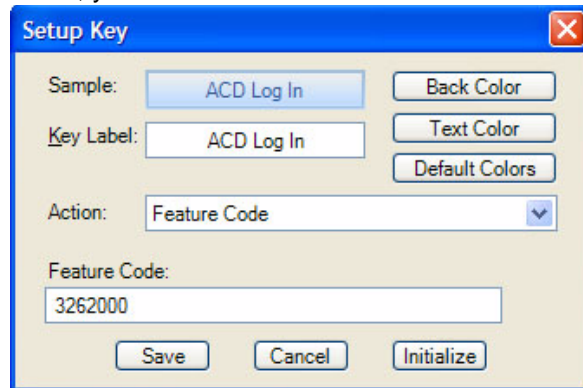 Setup Key
Sample: ACD Log In Back Color
Key Label: ACD Log In Text Color
Default Colors
Action: Feature Code
Feature Code:
3262000
Save Cancel Initialize